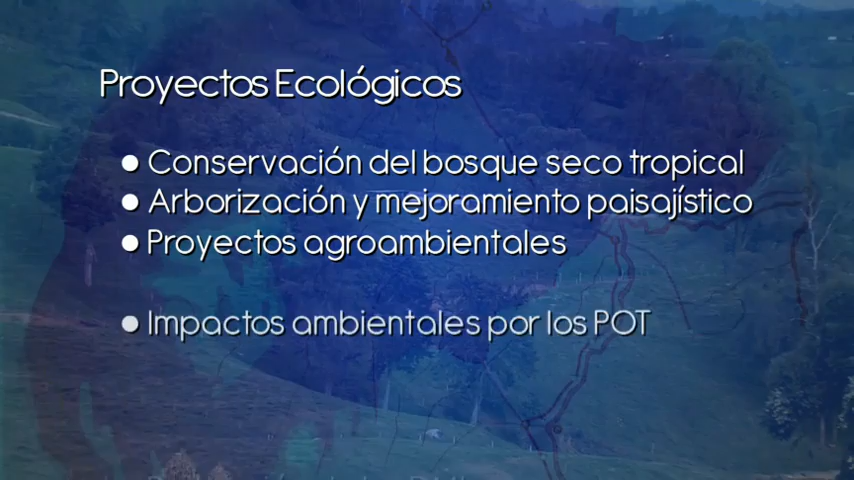 Proyectos Ecológicos
● Conservación del bosque seco tropical
● Arborización y mejoramiento paisajístico
● Proyectos agroambientales
● Impactos ambientales por los POT